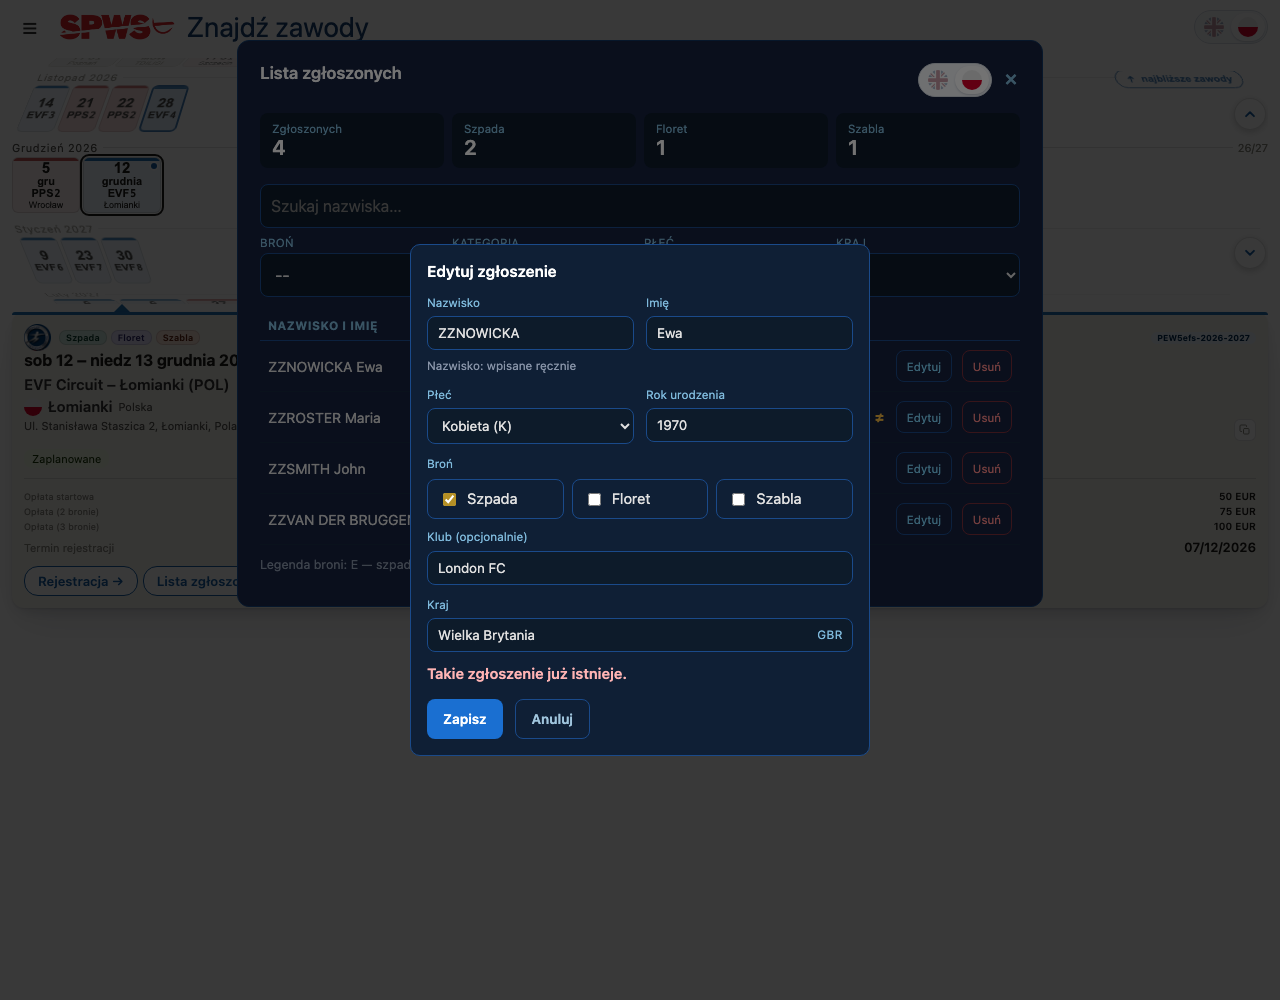 SPWS Znajdź zawody
Listopad 2026
najbliższe zawody
14 EVF3
21 PPS2
22 PPS2
28 EVF4
Grudzień 2026
26/27
5 gru PPS2 Wrocław
12 grudnia EVF5 Łomianki
Styczeń 2027
9 EVF6
23 EVF7
30 EVF8
Szpada Floret Szabla
PEW5efs-2026-2027
sob 12 – niedz 13 grudnia 20
EVF Circuit – Łomianki (POL)
Łomianki Polska
Ul. Stanisława Staszica 2, Łomianki, Pola
Zaplanowane
Opłata startowa 50 EUR
Opłata (2 bronie) 75 EUR
Opłata (3 bronie) 100 EUR
Termin rejestracji 07/12/2026
Rejestracja → Lista zgłoszo
Lista zgłoszonych
×
Zgłoszonych 4
Szpada 2
Floret 1
Szabla 1
Szukaj nazwiska...
BROŃ KATEGORIA PŁEĆ KRAJ
--
NAZWISKO I IMIĘ
ZZNOWICKA Ewa Edytuj Usuń
ZZROSTER Maria ≠ Edytuj Usuń
ZZSMITH John Edytuj Usuń
ZZVAN DER BRUGGEN Edytuj Usuń
Legenda broni: E — szpad
Edytuj zgłoszenie
Nazwisko Imię
ZZNOWICKA Ewa
Nazwisko: wpisane ręcznie
Płeć Rok urodzenia
Kobieta (K) 1970
Broń
Szpada Floret Szabla
Klub (opcjonalnie)
London FC
Kraj
Wielka Brytania GBR
Takie zgłoszenie już istnieje.
Zapisz Anuluj